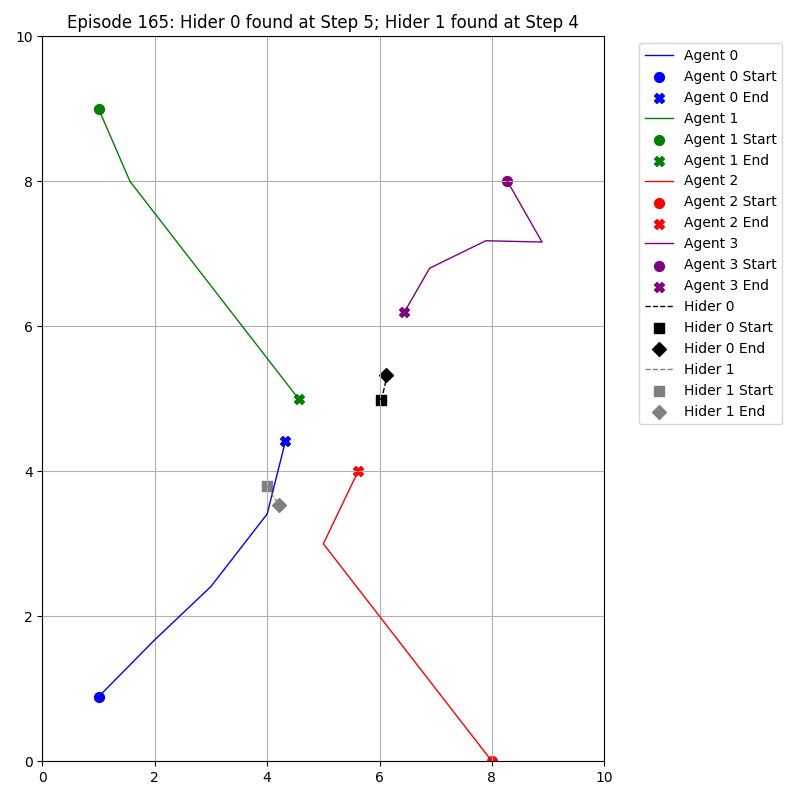 Episode 165: Hider 0 found at Step 5; Hider 1 found at Step 4
10
8
6
4
2
0
0
2
4
6
8
10
Agent 0
Agent 0 Start
Agent 0 End
Agent 1
Agent 1 Start
Agent 1 End
Agent 2
Agent 2 Start
Agent 2 End
Agent 3
Agent 3 Start
Agent 3 End
Hider 0
Hider 0 Start
Hider 0 End
Hider 1
Hider 1 Start
Hider 1 End